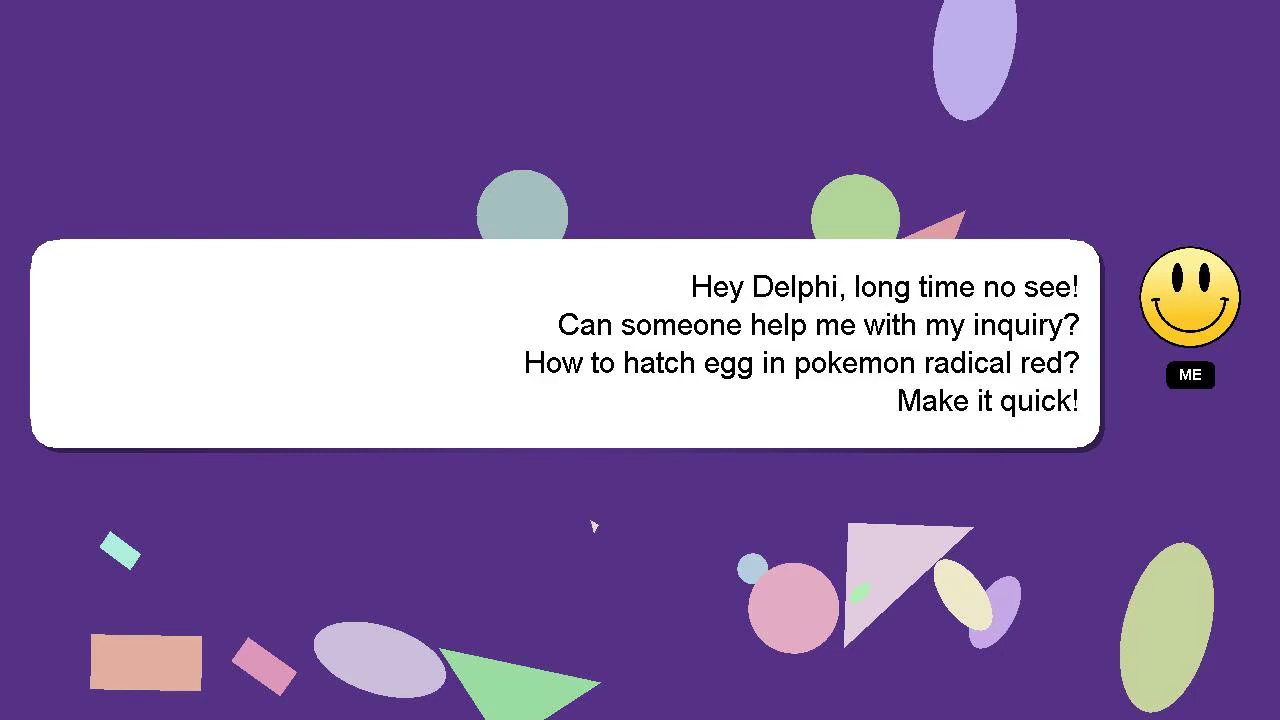 Hey Delphi, long time no see!
Can someone help me with my inquiry?
How to hatch egg in pokemon radical red?
Make it quick!
ME